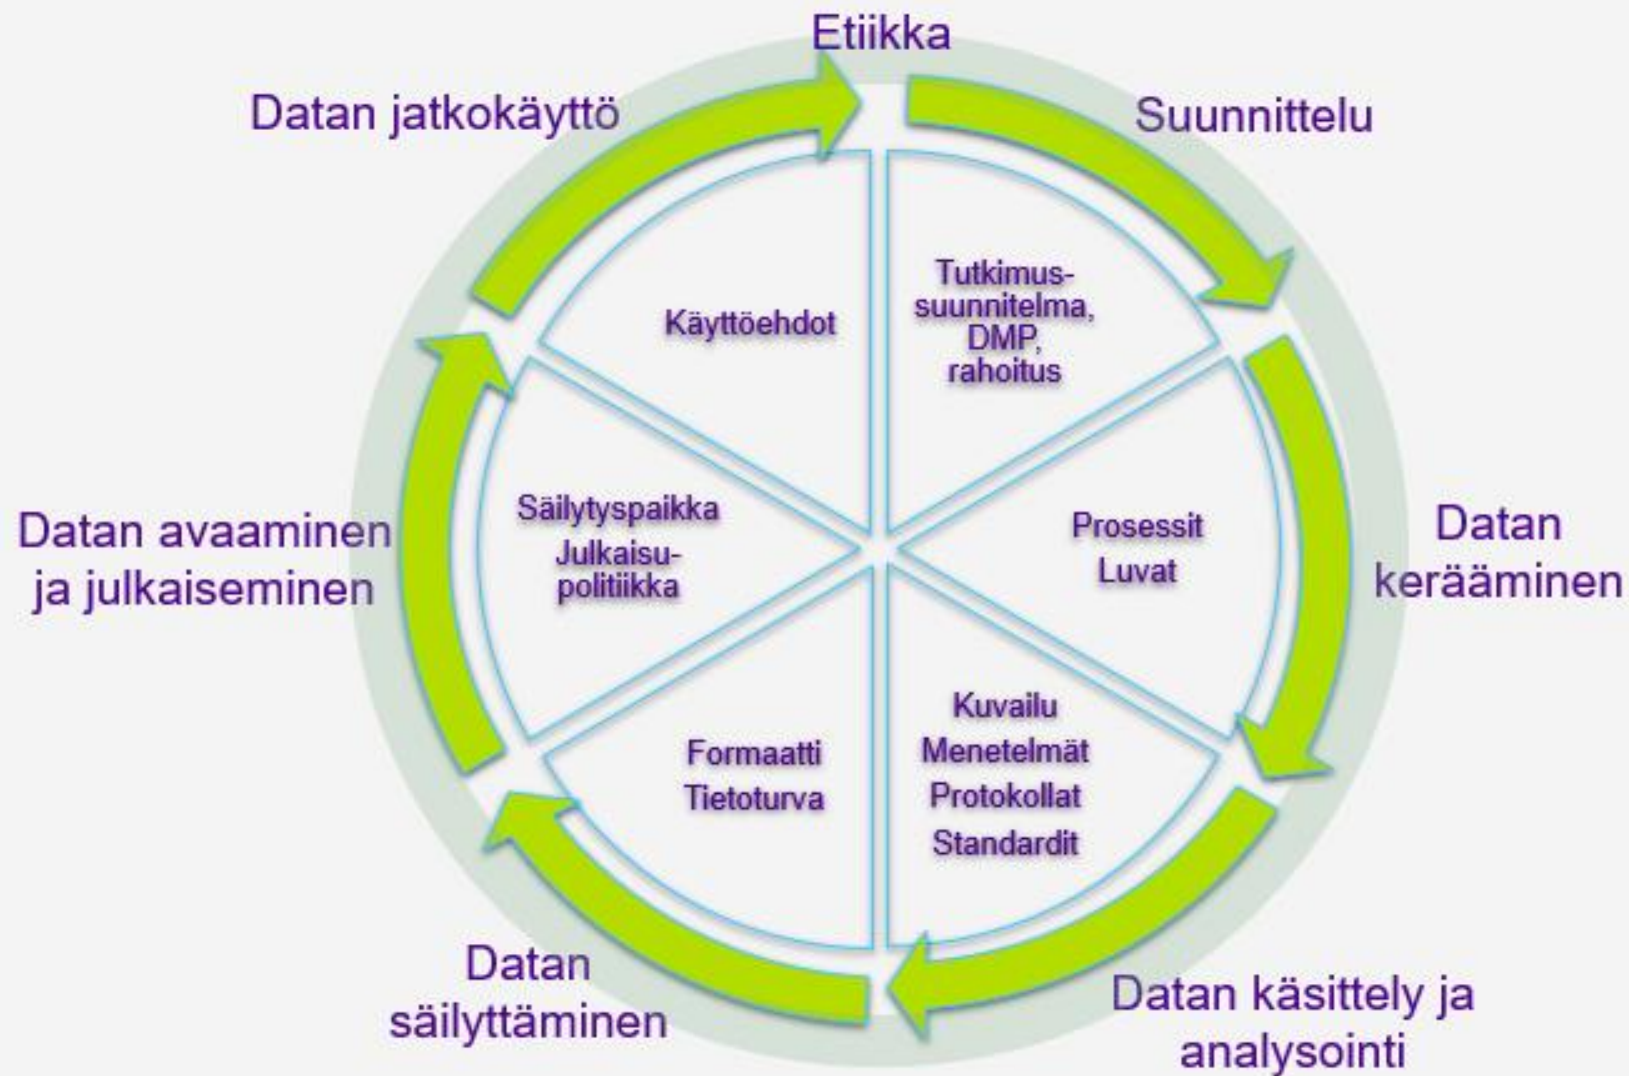 Etiikka
Suunnittelu
Tutkimus-
suunnitelma,
DMP,
rahoitus
Datan
kerääminen
Prosessit
Luvat
Datan käsittely ja
analysointi
Kuvailu
Menetelmät
Protokollat
Standardit
Datan
säilyttäminen
Formaatti
Tietoturva
Datan avaaminen
ja julkaiseminen
Säilytyspaikka
Julkaisu-
politiikka
Datan jatkokäyttö
Käyttöehdot